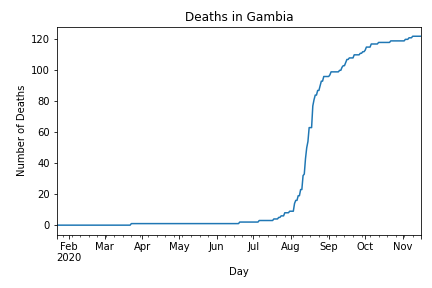 Deaths in Gambia
Number of Deaths
120
100
80
60
40
20
0
Feb Mar Apr May Jun Jul Aug Sep Oct Nov
2020
Day